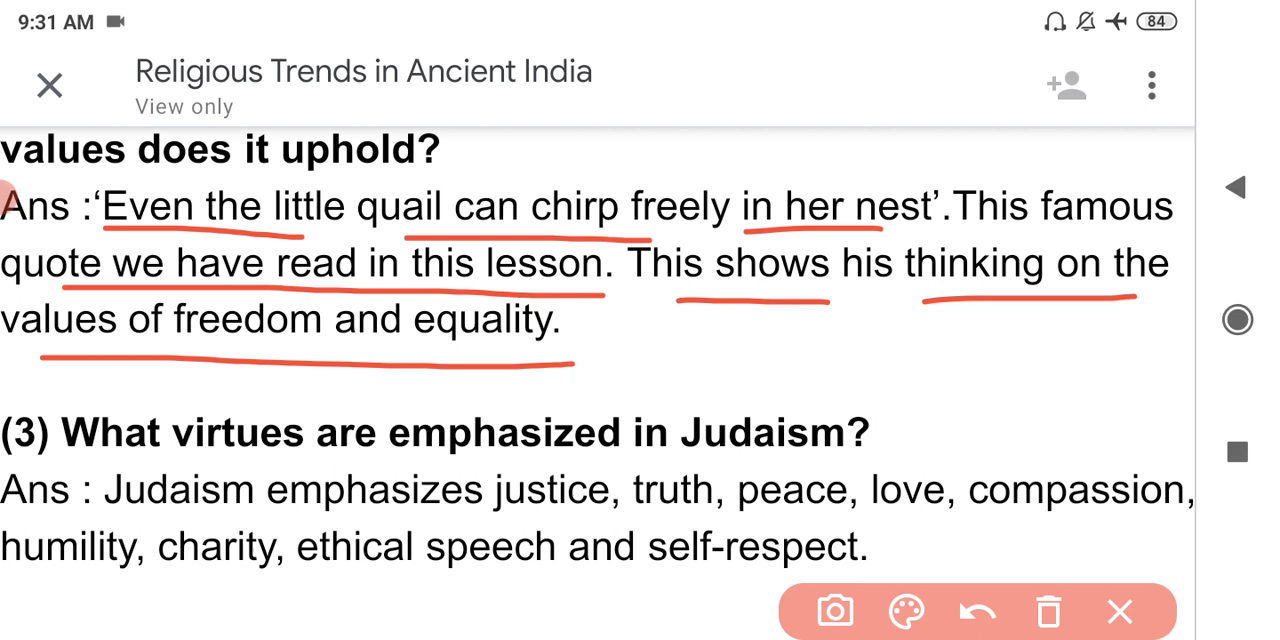 9:31 AM 84
Religious Trends in Ancient India
View only
values does it uphold?
Ans :‘Even the little quail can chirp freely in her nest’.This famous
quote we have read in this lesson. This shows his thinking on the
values of freedom and equality.
(3) What virtues are emphasized in Judaism?
Ans : Judaism emphasizes justice, truth, peace, love, compassion,
humility, charity, ethical speech and self-respect.